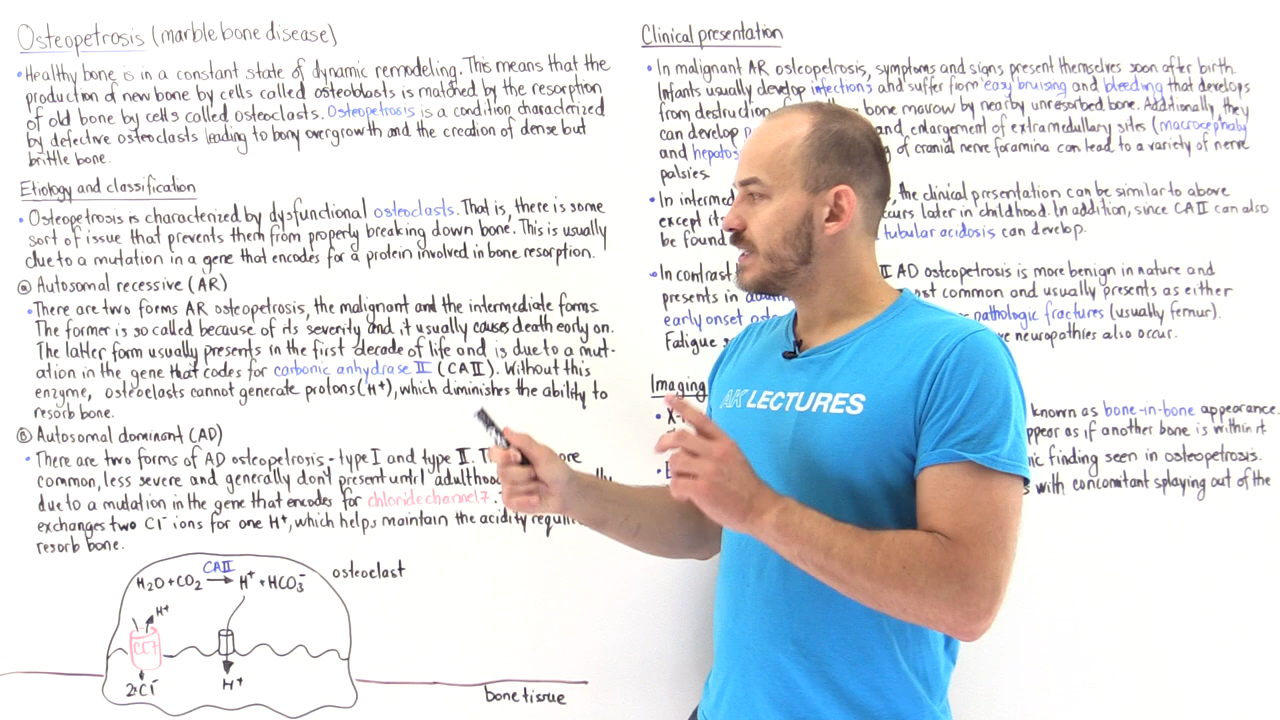 Osteopetrosis (marble bone disease)
• Healthy bone is in a constant state of dynamic remodeling. This means that the
production of new bone by cells called osteoblasts is matched by the resorption
of old bone by cells called osteoclasts. Osteopetrosis is a condition characterized
by defective osteoclasts leading to bony overgrowth and the creation of dense but
brittle bone.
Etiology and classification
• Osteopetrosis is characterized by dysfunctional osteoclasts. That is, there is some
sort of issue that prevents them from properly breaking down bone. This is usually
due to a mutation in a gene that encodes for a protein involved in bone resorption.
ⓐ Autosomal recessive (AR)
• There are two forms AR osteopetrosis, the malignant and the intermediate forms.
The former is so called because of its severity and it usually causes death early on.
The latter form usually presents in the first decade of life and is due to a mut-
ation in the gene that codes for carbonic anhydrase II (CAII). Without this
enzyme, osteoclasts cannot generate protons (H⁺), which diminishes the ability to
resorb bone.
ⓑ Autosomal dominant (AD)
• There are two forms of AD osteopetrosis - type I and type II. T ore
common, less severe and generally don't present until adulthoo
due to a mutation in the gene that encodes for chloride channel 7.
exchanges two Cl⁻ ions for one H⁺, which helps maintain the acidity
resorb bone.
CAII
H₂O + CO₂ → H⁺ + HCO₃⁻
osteoclast
H⁺
CC7
2Cl⁻
H⁺
bone tissue
Clinical presentation
• In malignant AR osteopetrosis, symptoms and signs present themselves soon after birth.
Infants usually develop infections and suffer from easy bruising and bleeding that develops
from destruction bone marrow by nearby unresorbed bone. Additionally, they
can develop and enlargement of extramedullary sites (macrocephaly
and hepatos g of cranial nerve foramina can lead to a variety of nerve
palsies.
• In intermed , the clinical presentation can be similar to above
except its curs later in childhood. In addition, since CAII can also
be found tubular acidosis can develop.
• In contrast II AD osteopetrosis is more benign in nature and
presents in ost common and usually presents as either
early onset pathologic fractures (usually femur).
Fatigue neuropathies also occur.
Imaging
• X- known as bone-in-bone appearance.
ppear as if another bone is within it
ic finding seen in osteopetrosis.
s with concomitant splaying out of the
AK LECTURES